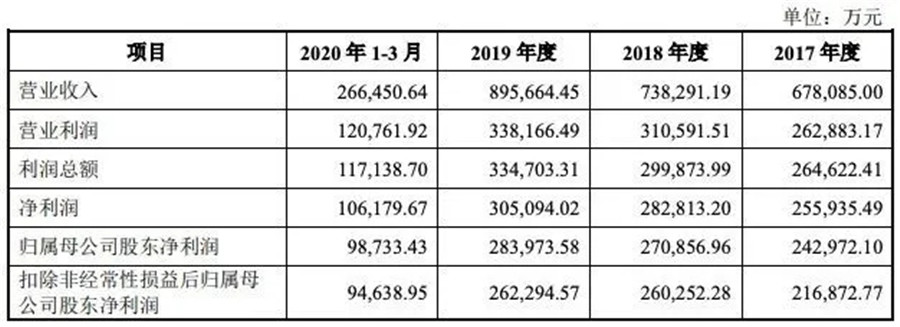 单位：万元
项目 2020 年 1-3 月 2019 年度 2018 年度 2017 年度
营业收入 266,450.64 895,664.45 738,291.19 678,085.00
营业利润 120,761.92 338,166.49 310,591.51 262,883.17
利润总额 117,138.70 334,703.31 299,873.99 264,622.41
净利润 106,179.67 305,094.02 282,813.20 255,935.49
归属母公司股东净利润 98,733.43 283,973.58 270,856.96 242,972.10
扣除非经常性损益后归属母
公司股东净利润 94,638.95 262,294.57 260,252.28 216,872.77